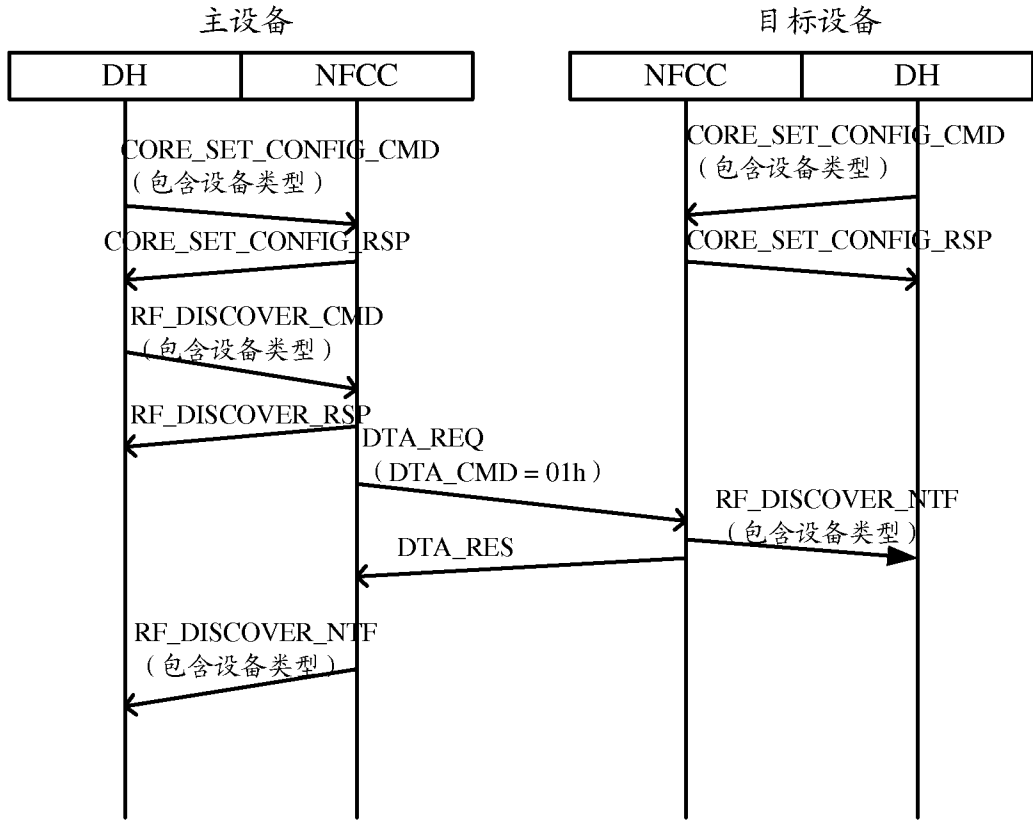 主设备
目标设备
DH
NFCC
NFCC
DH
CORE_SET_CONFIG_CMD
（包含设备类型）
CORE_SET_CONFIG_CMD
（包含设备类型）
CORE_SET_CONFIG_RSP
CORE_SET_CONFIG_RSP
RF_DISCOVER_CMD
（包含设备类型）
RF_DISCOVER_RSP
DTA_REQ
（DTA_CMD = 01h）
RF_DISCOVER_NTF
（包含设备类型）
DTA_RES
RF_DISCOVER_NTF
（包含设备类型）